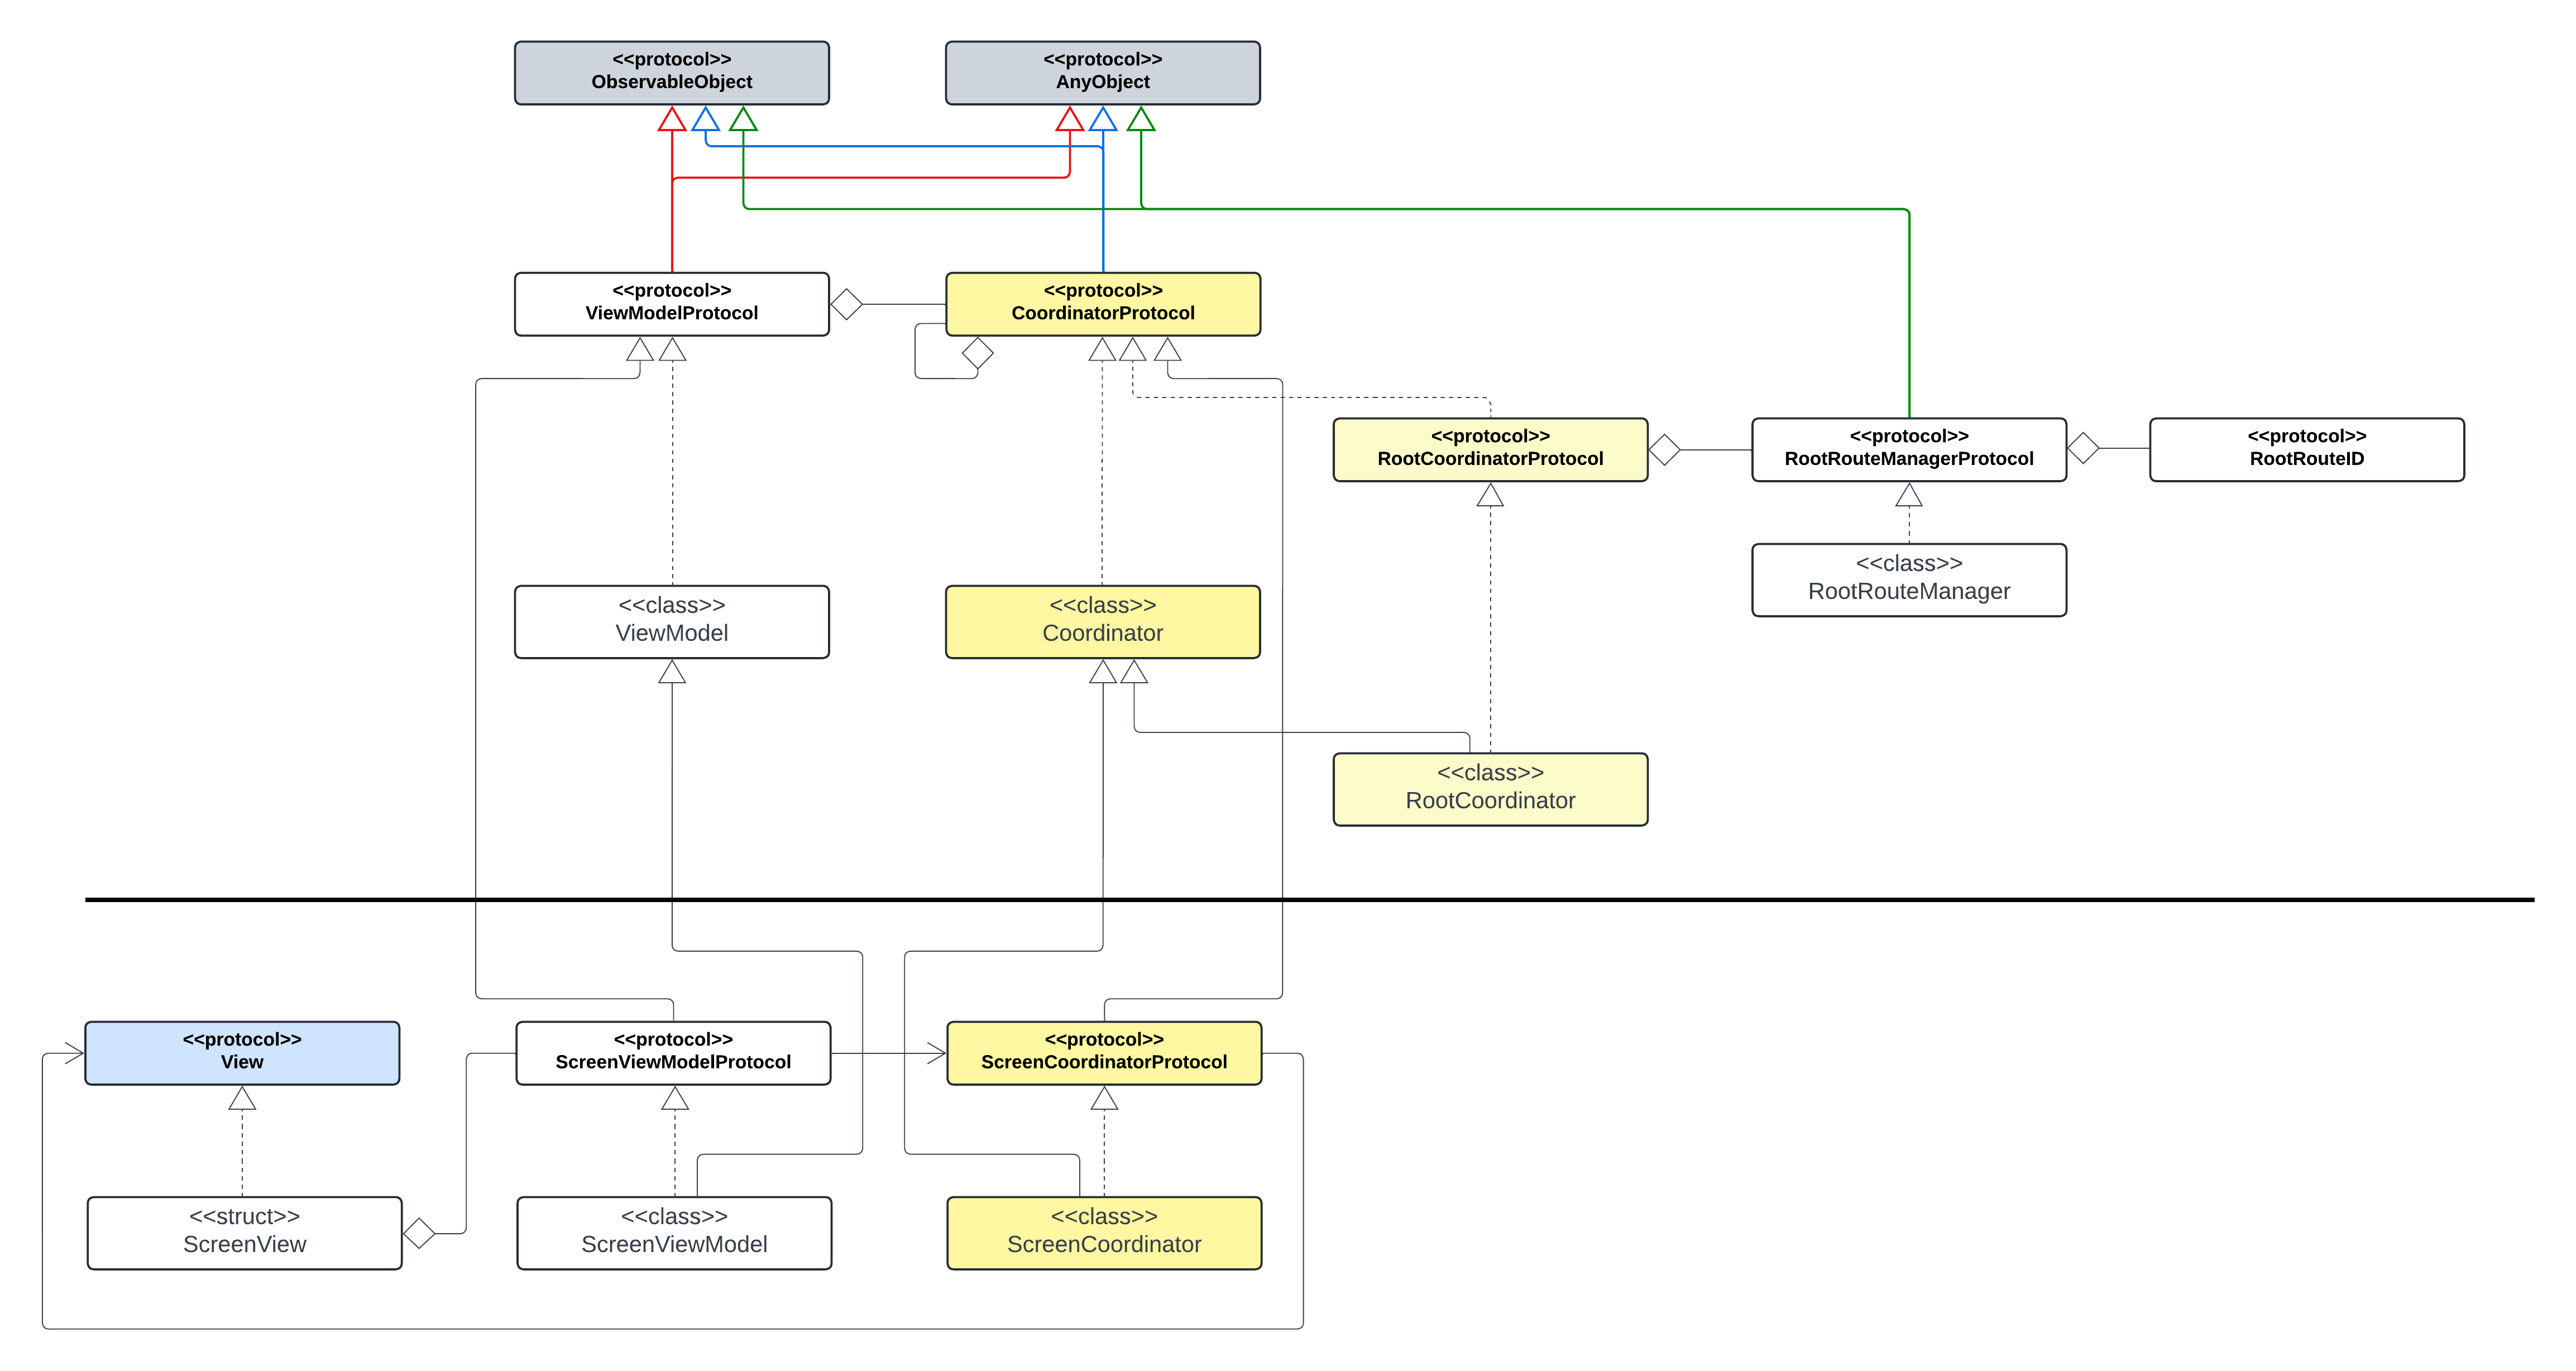 <<protocol>>
ObservableObject
<<protocol>>
AnyObject
<<protocol>>
ViewModelProtocol
<<protocol>>
CoordinatorProtocol
<<protocol>>
RootCoordinatorProtocol
<<protocol>>
RootRouteManagerProtocol
<<protocol>>
RootRouteID
<<class>>
RootRouteManager
<<class>>
ViewModel
<<class>>
Coordinator
<<class>>
RootCoordinator
<<protocol>>
View
<<protocol>>
ScreenViewModelProtocol
<<protocol>>
ScreenCoordinatorProtocol
<<struct>>
ScreenView
<<class>>
ScreenViewModel
<<class>>
ScreenCoordinator